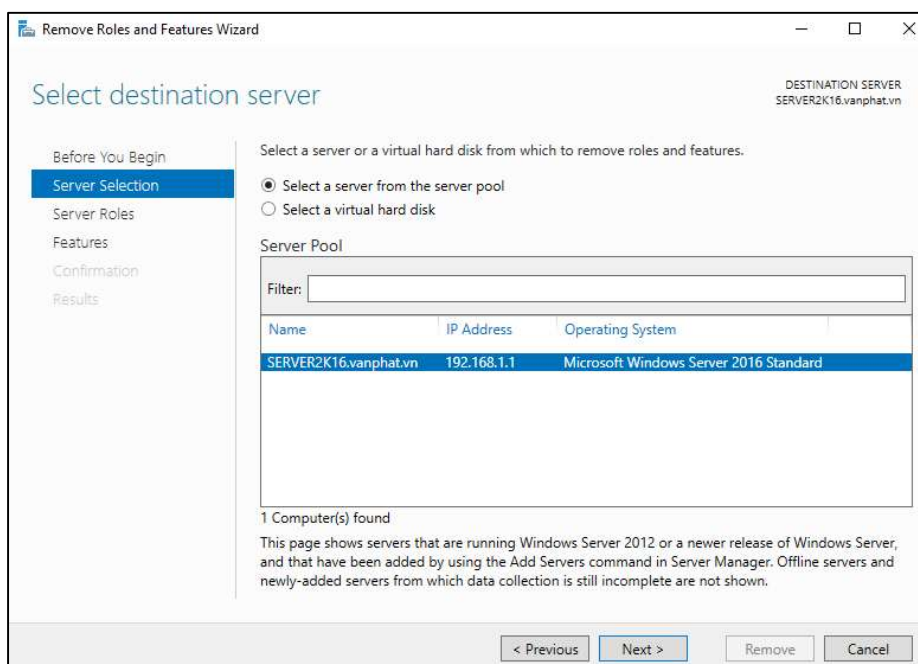 Remove Roles and Features Wizard
Select destination server
DESTINATION SERVER
SERVER2K16.vanphat.vn
Before You Begin
Server Selection
Server Roles
Features
Confirmation
Results
Select a server or a virtual hard disk from which to remove roles and features.
Select a server from the server pool
Select a virtual hard disk
Server Pool
Filter:
Name IP Address Operating System
SERVER2K16.vanphat.vn 192.168.1.1 Microsoft Windows Server 2016 Standard
1 Computer(s) found
This page shows servers that are running Windows Server 2012 or a newer release of Windows Server,
and that have been added by using the Add Servers command in Server Manager. Offline servers and
newly-added servers from which data collection is still incomplete are not shown.
< Previous Next > Remove Cancel